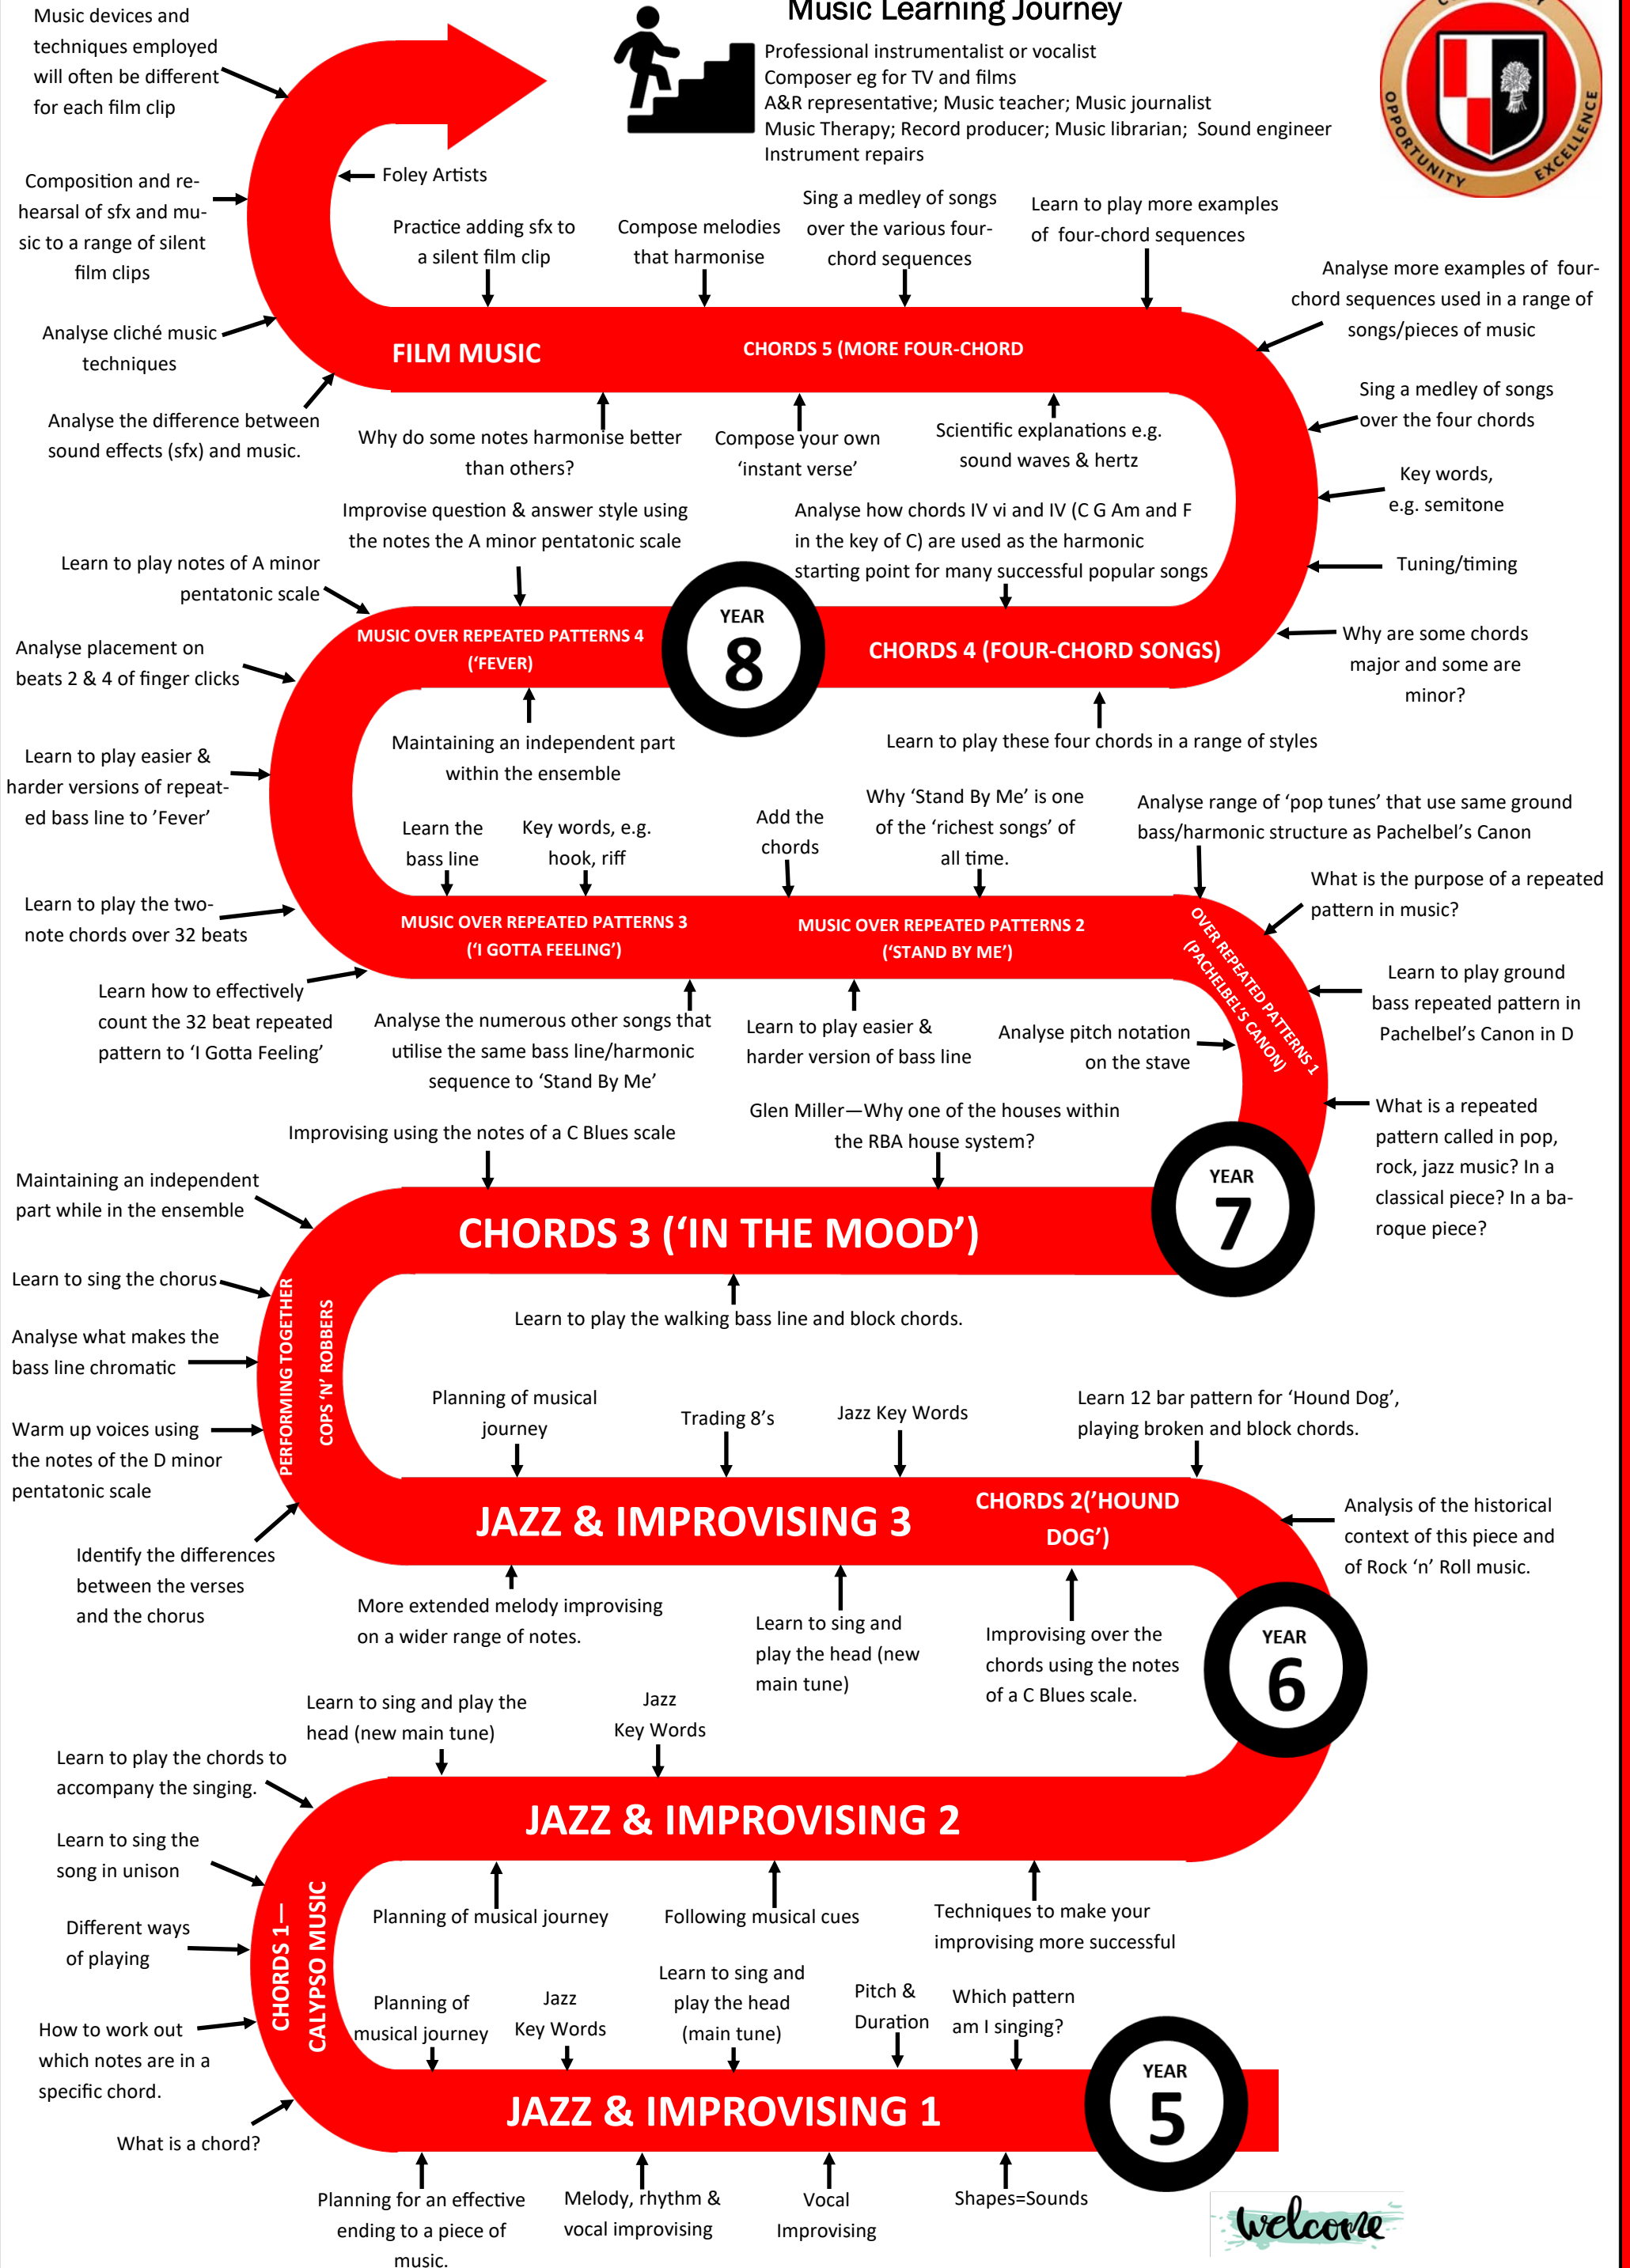 Music Learning Journey
Professional instrumentalist or vocalist
Composer eg for TV and films
A&R representative; Music teacher; Music journalist
Music Therapy; Record producer; Music librarian; Sound engineer
Instrument repairs
OPPORTUNITY
EXCELLENCE
Music devices and
techniques employed
will often be different
for each film clip
Foley Artists
Composition and re-
hearsal of sfx and mu-
sic to a range of silent
film clips
Practice adding sfx to
a silent film clip
Compose melodies
that harmonise
Sing a medley of songs
over the various four-
chord sequences
Learn to play more examples
of four-chord sequences
Analyse more examples of four-
chord sequences used in a range of
songs/pieces of music
Analyse cliché music
techniques
FILM MUSIC
CHORDS 5 (MORE FOUR-CHORD
Analyse the difference between
sound effects (sfx) and music.
Why do some notes harmonise better
than others?
Compose your own
‘instant verse’
Scientific explanations e.g.
sound waves & hertz
Sing a medley of songs
over the four chords
Key words,
e.g. semitone
Tuning/timing
Why are some chords
major and some are
minor?
Improvise question & answer style using
the notes the A minor pentatonic scale
Analyse how chords IV vi and IV (C G Am and F
in the key of C) are used as the harmonic
starting point for many successful popular songs
Learn to play notes of A minor
pentatonic scale
MUSIC OVER REPEATED PATTERNS 4
(‘FEVER)
YEAR
8
CHORDS 4 (FOUR-CHORD SONGS)
Analyse placement on
beats 2 & 4 of finger clicks
Maintaining an independent part
within the ensemble
Learn to play these four chords in a range of styles
Learn to play easier &
harder versions of repeat-
ed bass line to ’Fever’
Learn the
bass line
Key words, e.g.
hook, riff
Add the
chords
Why ‘Stand By Me’ is one
of the ‘richest songs’ of
all time.
Analyse range of ‘pop tunes’ that use same ground
bass/harmonic structure as Pachelbel’s Canon
What is the purpose of a repeated
pattern in music?
Learn to play the two-
note chords over 32 beats
MUSIC OVER REPEATED PATTERNS 3
(‘I GOTTA FEELING’)
MUSIC OVER REPEATED PATTERNS 2
(‘STAND BY ME’)
OVER REPEATED PATTERNS 1
(PACHELBEL’S CANON)
Learn how to effectively
count the 32 beat repeated
pattern to ‘I Gotta Feeling’
Analyse the numerous other songs that
utilise the same bass line/harmonic
sequence to ‘Stand By Me’
Learn to play easier &
harder version of bass line
Analyse pitch notation
on the stave
Learn to play ground
bass repeated pattern in
Pachelbel’s Canon in D
What is a repeated
pattern called in pop,
rock, jazz music? In a
classical piece? In a ba-
roque piece?
Improvising using the notes of a C Blues scale
Glen Miller—Why one of the houses within
the RBA house system?
YEAR
7
Maintaining an independent
part while in the ensemble
CHORDS 3 (‘IN THE MOOD’)
Learn to sing the chorus
Learn to play the walking bass line and block chords.
Analyse what makes the
bass line chromatic
PERFORMING TOGETHER
COPS ‘N’ ROBBERS
Warm up voices using
the notes of the D minor
pentatonic scale
Planning of musical
journey
Trading 8’s
Jazz Key Words
Learn 12 bar pattern for ‘Hound Dog’,
playing broken and block chords.
JAZZ & IMPROVISING 3
CHORDS 2(’HOUND
DOG’)
Analysis of the historical
context of this piece and
of Rock ‘n’ Roll music.
Identify the differences
between the verses
and the chorus
More extended melody improvising
on a wider range of notes.
Learn to sing and
play the head (new
main tune)
Improvising over the
chords using the notes
of a C Blues scale.
YEAR
6
Learn to sing and play the
head (new main tune)
Jazz
Key Words
Learn to play the chords to
accompany the singing.
JAZZ & IMPROVISING 2
Learn to sing the
song in unison
Planning of musical journey
Following musical cues
Techniques to make your
improvising more successful
Different ways
of playing
CHORDS 1—
CALYPSO MUSIC
How to work out
which notes are in a
specific chord.
Planning of
musical journey
Jazz
Key Words
Learn to sing and
play the head
(main tune)
Pitch &
Duration
Which pattern
am I singing?
What is a chord?
JAZZ & IMPROVISING 1
YEAR
5
Planning for an effective
ending to a piece of
music.
Melody, rhythm &
vocal improvising
Vocal
Improvising
Shapes=Sounds
welcome